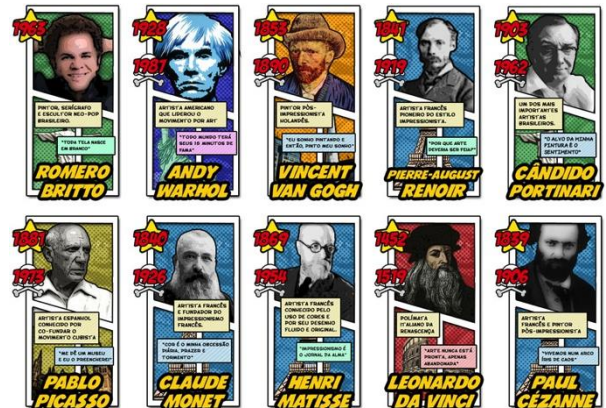 1963
PINTOR, SERÍGRAFO
E ESCULTOR NEO-POP
BRASILEIRO.
"TODA TELA NASCE
EM BRANCO"
ROMERO
BRITTO
1928
1987
ARTISTA AMERICANO
QUE LIDEROU O
MOVIMENTO POP ART
"TODO MUNDO TERÁ
SEUS 15 MINUTOS DE
FAMA"
ANDY
WARHOL
1853
1890
PINTOR PÓS-
IMPRESSIONISTA
HOLANDÊS.
"EU SONHO PINTANDO E
ENTÃO, PINTO MEU SONHO"
VINCENT
VAN GOGH
1841
1919
ARTISTA FRANCÊS
PIONEIRO DO ESTILO
IMPRESSIONISTA.
"POR QUE ARTE
DEVERIA SER FEIA?"
PIERRE-AUGUST
RENOIR
1903
1962
UM DOS MAIS
IMPORTANTES
ARTISTAS
BRASILEIROS.
"O ALVO DA MINHA
PINTURA É O
SENTIMENTO"
CÂNDIDO
PORTINARI
1881
1973
ARTISTA ESPANHOL
CONHECIDO POR
CO-FUNDAR O
MOVIMENTO CUBISTA
"ME DÊ UM MUSEU
E EU O PREENCHEREI"
PABLO
PICASSO
1840
1926
ARTISTA FRANCÊS
E FUNDADOR DO
IMPRESSIONISMO
FRANCÊS.
"COR É O MINHA OBCESSÃO
DIÁRIA, PRAZER E
TORMENTO"
CLAUDE
MONET
1869
1954
ARTISTA FRANCÊS
CONHECIDO PELO
USO DE CORES E
POR SEU DESENHO
FLUÍDO E ORIGINAL.
"IMPRESSIONISMO É
O JORNAL DA ALMA"
HENRI
MATISSE
1452
1519
POLÍMATA
ITALIANO DA
RENASCENÇA
"ARTE NUNCA ESTÁ
PRONTA, APENAS
ABANDONADA"
LEONARDO
DA VINCI
1839
1906
ARTISTA
FRANCÊS E PINTOR
PÓS-IMPRESSIONISTA
"VIVEMOS NUM ARCO
ÍRIS DE CAOS"
PAUL
CÉZANNE